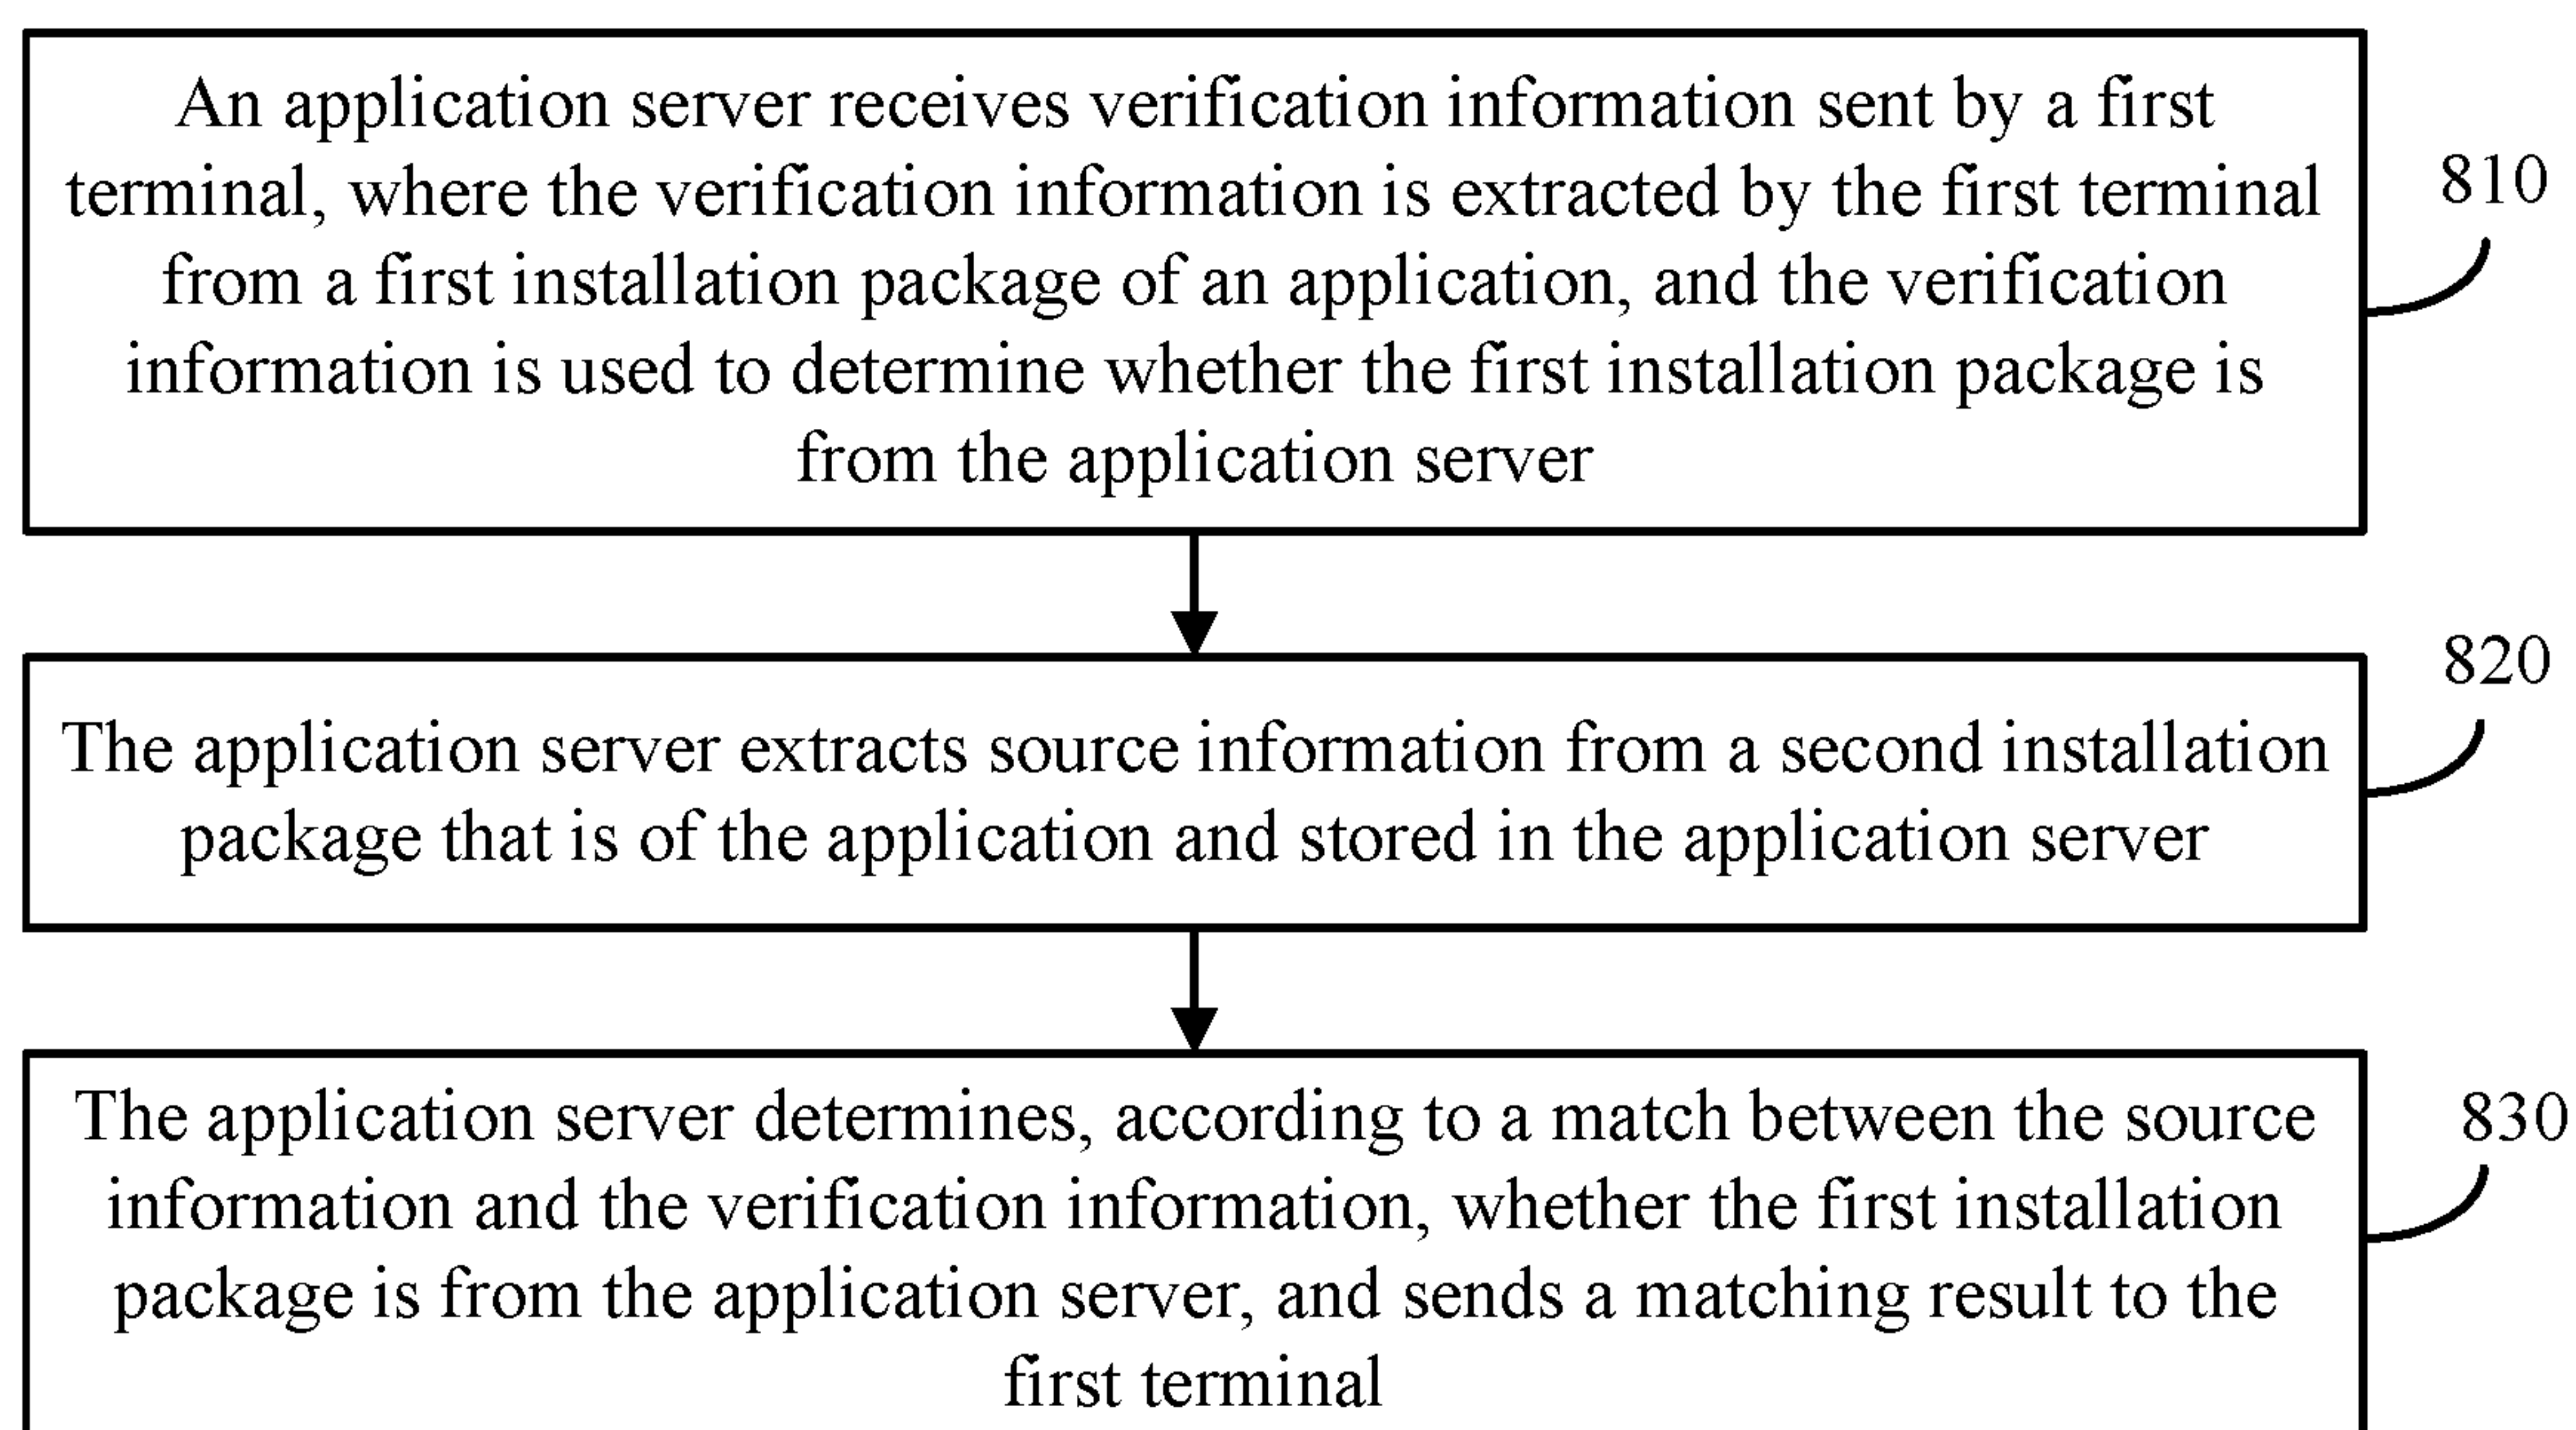 An application server receives verification information sent by a first
terminal, where the verification information is extracted by the first terminal
from a first installation package of an application, and the verification
information is used to determine whether the first installation package is
from the application server
810
The application server extracts source information from a second installation
package that is of the application and stored in the application server
820
The application server determines, according to a match between the source
information and the verification information, whether the first installation
package is from the application server, and sends a matching result to the
first terminal
830